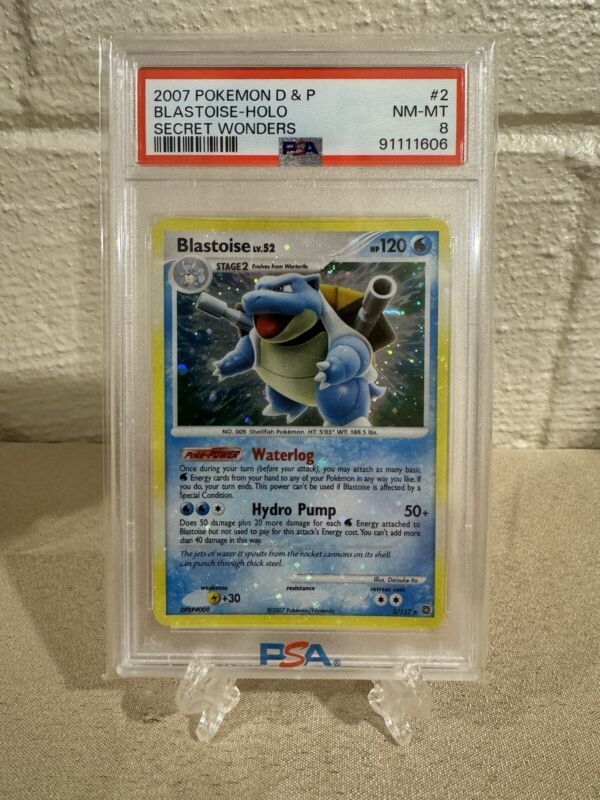 2007 POKEMON D & P #2
BLASTOISE-HOLO NM-MT
SECRET WONDERS 8
PSA 91111606
Blastoise LV.52 HP 120
STAGE2 Evolves from Wartortle
NO. 009 Shellfish Pokémon HT: 5'03" WT: 188.5 lbs.
Poké-POWER Waterlog
Once during your turn (before your attack), you may attach as many basic
Energy cards from your hand to any of your Pokémon in any way you like. If
you do, your turn ends. This power can't be used if Blastoise is affected by a
Special Condition.
Hydro Pump 50+
Does 50 damage plus 20 more damage for each Energy attached to
Blastoise but not used to pay for this attack's Energy cost. You can't add more
than 40 damage in this way.
The jets of water it spouts from the rocket cannons on its shell
can punch through thick steel.
Illus. Daisuke Ito
weakness resistance retreat cost
+30
DPBP#009 ©2007 Pokémon/Nintendo 2/132 ★
PSA®